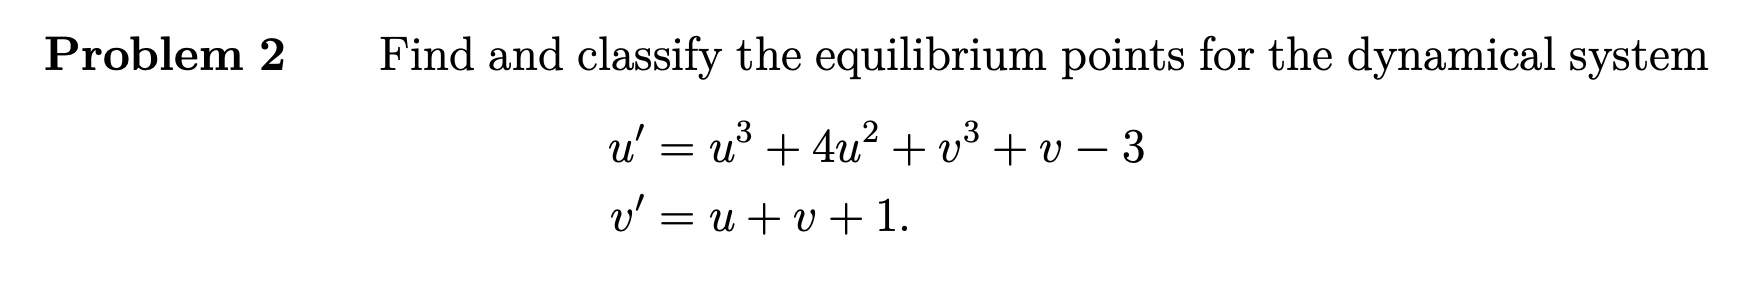 Problem 2 Find and classify the equilibrium points for the dynamical system
u′ = u³ + 4u² + v³ + v − 3
v′ = u + v + 1.